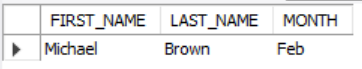 FIRST_NAME LAST_NAME MONTH
Michael Brown Feb